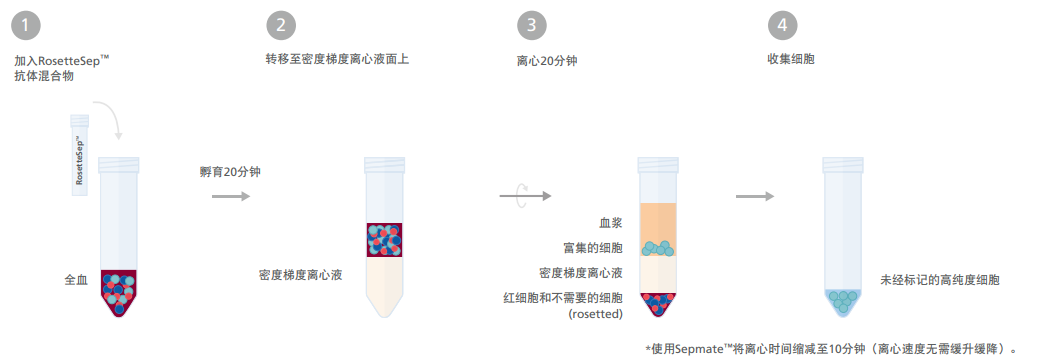 1
加入RosetteSep™
抗体混合物
2
转移至密度梯度离心液面上
3
离心20分钟
4
收集细胞
RosetteSep™
孵育20分钟
全血
密度梯度离心液
血浆
富集的细胞
密度梯度离心液
红细胞和不需要的细胞
(rosetted)
未经标记的高纯度细胞
*使用Sepmate™将离心时间缩减至10分钟（离心速度无需缓升缓降）。